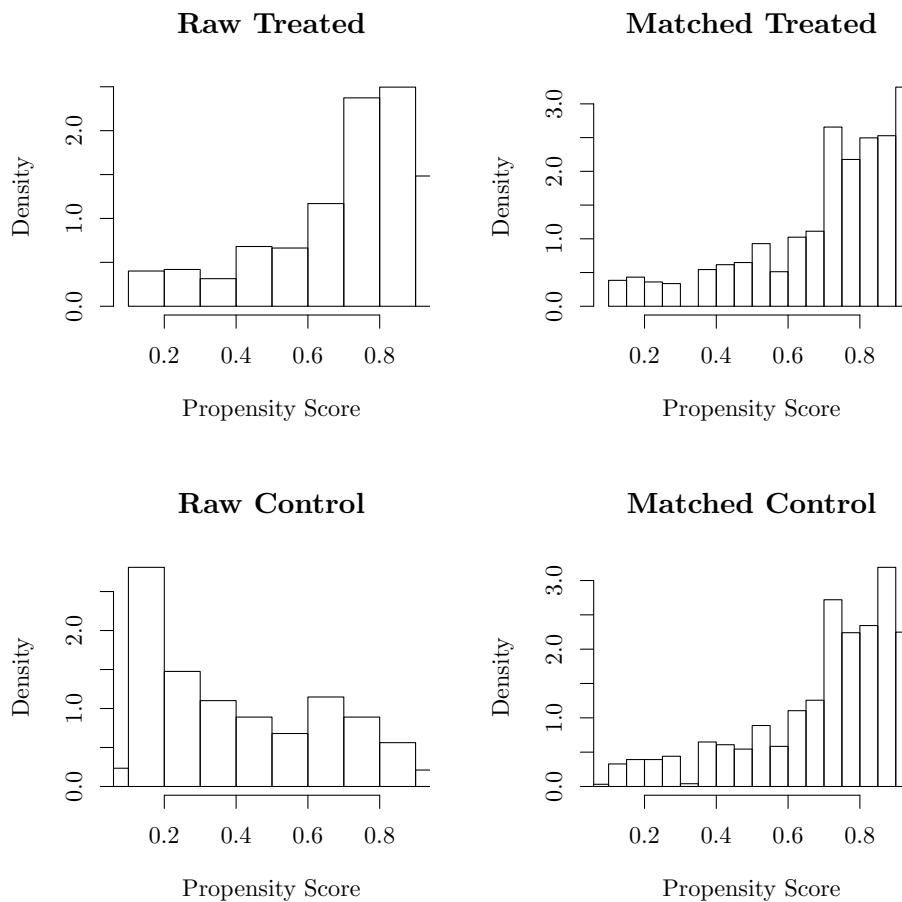 Raw Treated
Density
0.0 1.0 2.0
0.2 0.4 0.6 0.8
Propensity Score
Matched Treated
Density
0.0 1.0 2.0 3.0
0.2 0.4 0.6 0.8
Propensity Score
Raw Control
Density
0.0 1.0 2.0
0.2 0.4 0.6 0.8
Propensity Score
Matched Control
Density
0.0 1.0 2.0 3.0
0.2 0.4 0.6 0.8
Propensity Score